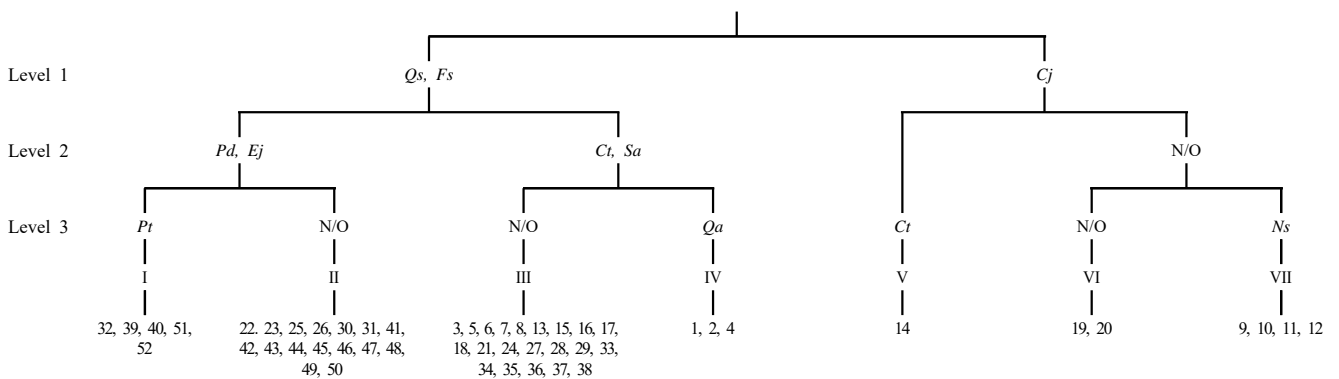 Level 1
Qs, Fs
Cj
Level 2
Pd, Ej
Ct, Sa
N/O
Level 3
Pt
N/O
N/O
Qa
Ct
N/O
Ns
I
II
III
IV
V
VI
VII
32, 39, 40, 51,
52
22. 23, 25, 26, 30, 31, 41,
42, 43, 44, 45, 46, 47, 48,
49, 50
3, 5, 6, 7, 8, 13, 15, 16, 17,
18, 21, 24, 27, 28, 29, 33,
34, 35, 36, 37, 38
1, 2, 4
14
19, 20
9, 10, 11, 12